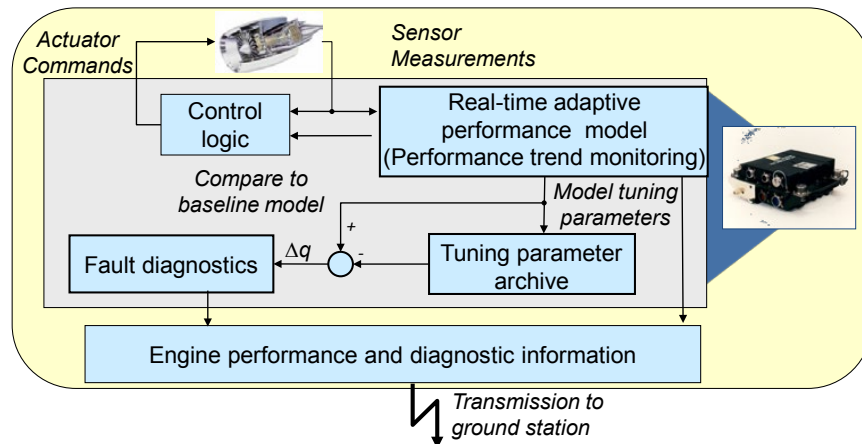 Actuator
Commands
Sensor
Measurements
Control
logic
Real-time adaptive
performance model
(Performance trend monitoring)
Compare to
baseline model
Model tuning
parameters
+
-
Δq
Fault diagnostics
Tuning parameter
archive
Engine performance and diagnostic information
Transmission to
ground station